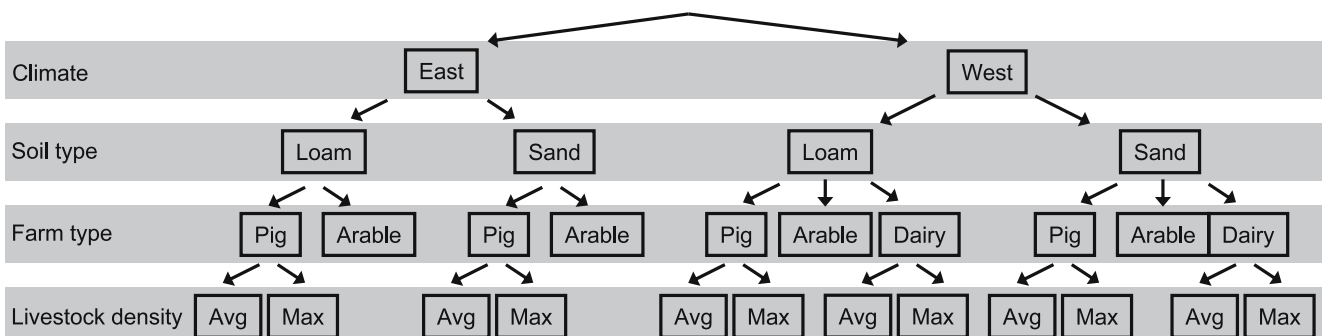 Climate East West
Soil type Loam Sand Loam Sand
Farm type Pig Arable Pig Arable Pig Arable Dairy Pig Arable Dairy
Livestock density Avg Max Avg Max Avg Max Avg Max Avg Max Avg Max